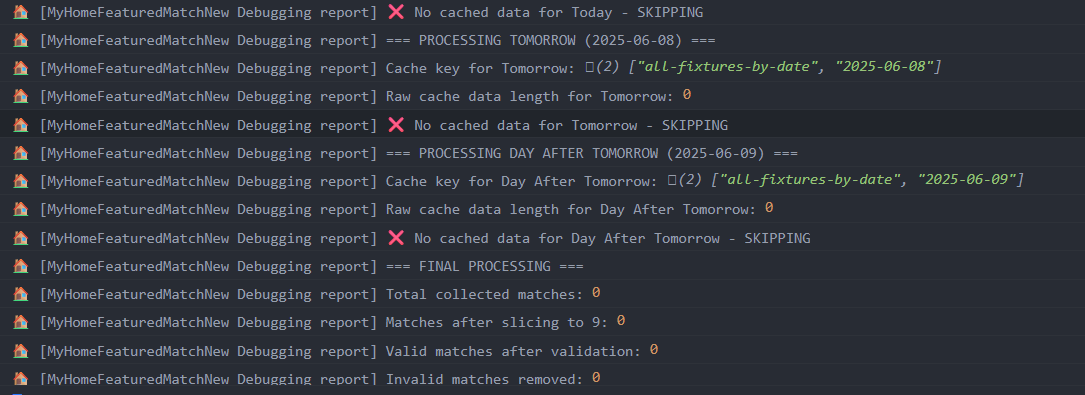 🏠 [MyHomeFeaturedMatchNew Debugging report] ❌ No cached data for Today - SKIPPING
🏠 [MyHomeFeaturedMatchNew Debugging report] === PROCESSING TOMORROW (2025-06-08) ===
🏠 [MyHomeFeaturedMatchNew Debugging report] Cache key for Tomorrow: (2) ["all-fixtures-by-date", "2025-06-08"]
🏠 [MyHomeFeaturedMatchNew Debugging report] Raw cache data length for Tomorrow: 0
🏠 [MyHomeFeaturedMatchNew Debugging report] ❌ No cached data for Tomorrow - SKIPPING
🏠 [MyHomeFeaturedMatchNew Debugging report] === PROCESSING DAY AFTER TOMORROW (2025-06-09) ===
🏠 [MyHomeFeaturedMatchNew Debugging report] Cache key for Day After Tomorrow: (2) ["all-fixtures-by-date", "2025-06-09"]
🏠 [MyHomeFeaturedMatchNew Debugging report] Raw cache data length for Day After Tomorrow: 0
🏠 [MyHomeFeaturedMatchNew Debugging report] ❌ No cached data for Day After Tomorrow - SKIPPING
🏠 [MyHomeFeaturedMatchNew Debugging report] === FINAL PROCESSING ===
🏠 [MyHomeFeaturedMatchNew Debugging report] Total collected matches: 0
🏠 [MyHomeFeaturedMatchNew Debugging report] Matches after slicing to 9: 0
🏠 [MyHomeFeaturedMatchNew Debugging report] Valid matches after validation: 0
🏠 [MyHomeFeaturedMatchNew Debugging report] Invalid matches removed: 0